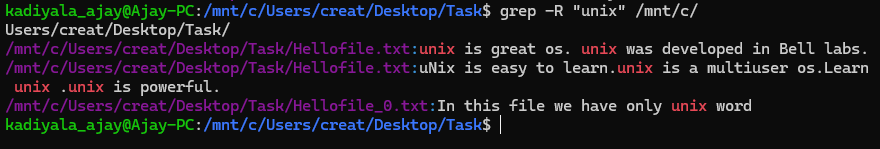 kadiyala_ajay@Ajay-PC:/mnt/c/Users/creat/Desktop/Task$ grep -R "unix" /mnt/c/
Users/creat/Desktop/Task/
/mnt/c/Users/creat/Desktop/Task/Hellofile.txt:unix is great os. unix was developed in Bell labs.
/mnt/c/Users/creat/Desktop/Task/Hellofile.txt:uNix is easy to learn.unix is a multiuser os.Learn
 unix .unix is powerful.
/mnt/c/Users/creat/Desktop/Task/Hellofile_0.txt:In this file we have only unix word
kadiyala_ajay@Ajay-PC:/mnt/c/Users/creat/Desktop/Task$